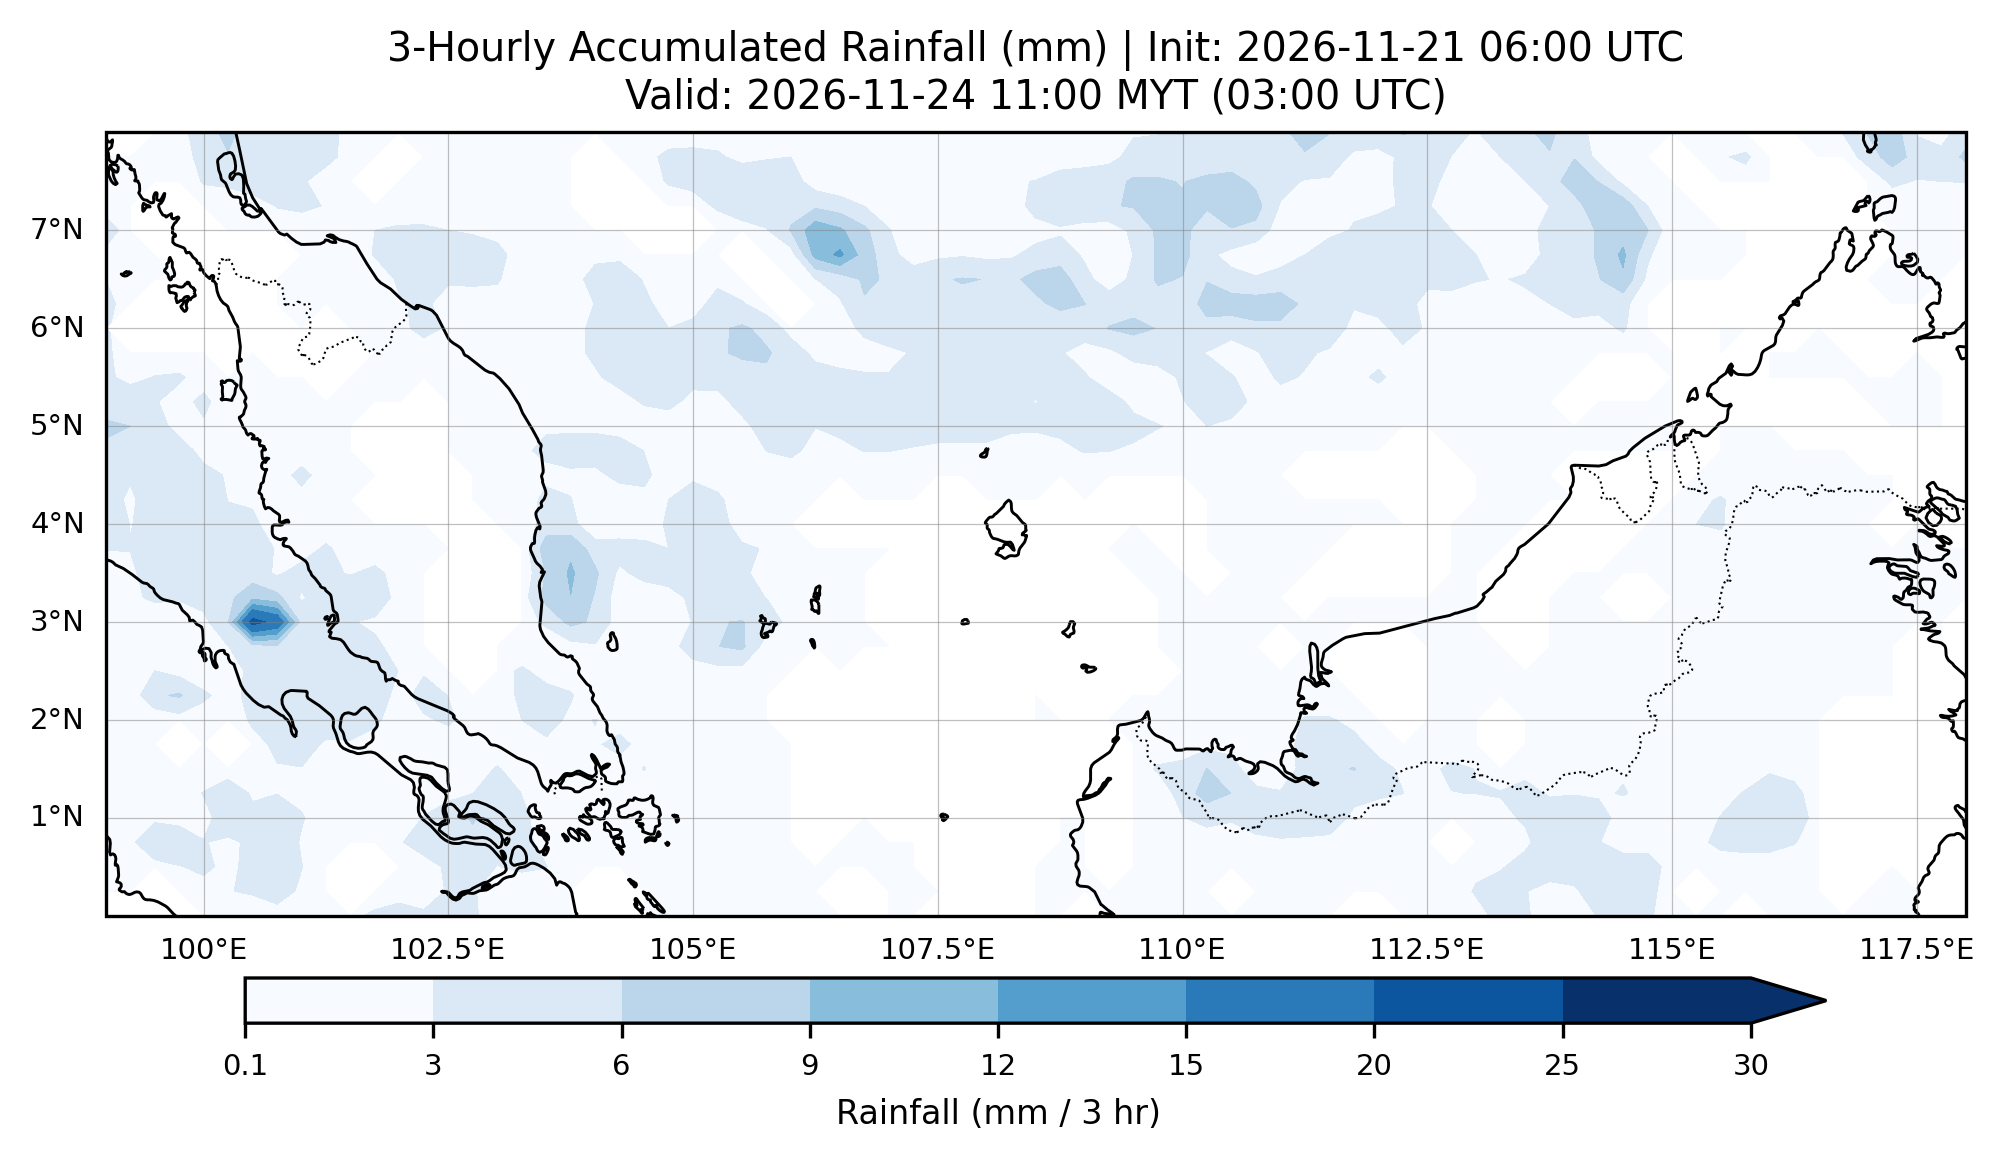 3-Hourly Accumulated Rainfall (mm) | Init: 2026-11-21 06:00 UTC
Valid: 2026-11-24 11:00 MYT (03:00 UTC)
7°N
6°N
5°N
4°N
3°N
2°N
1°N
100°E 102.5°E 105°E 107.5°E 110°E 112.5°E 115°E 117.5°E
0.1 3 6 9 12 15 20 25 30
Rainfall (mm / 3 hr)